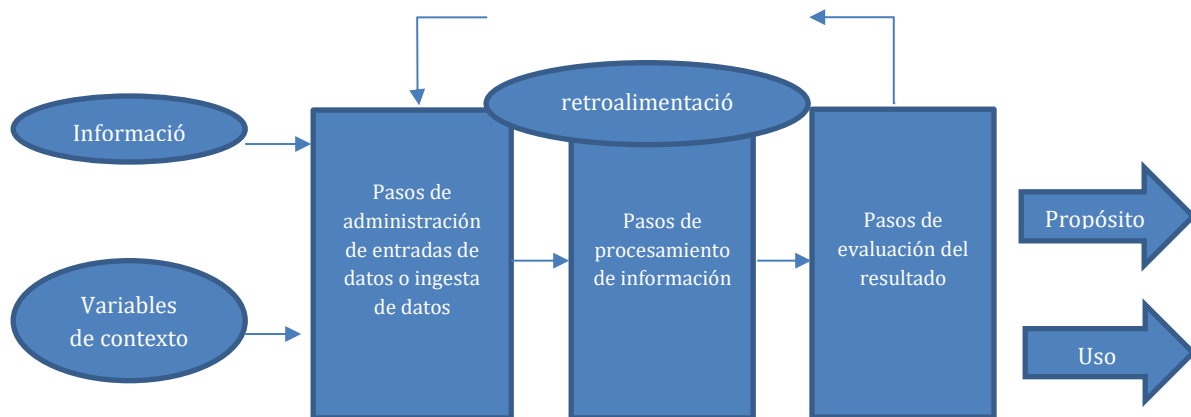 retroalimentació
Informació
Pasos de
administración
de entradas de
datos o ingesta
de datos
Pasos de
procesamiento
de información
Pasos de
evaluación del
resultado
Propósito
Variables
de contexto
Uso